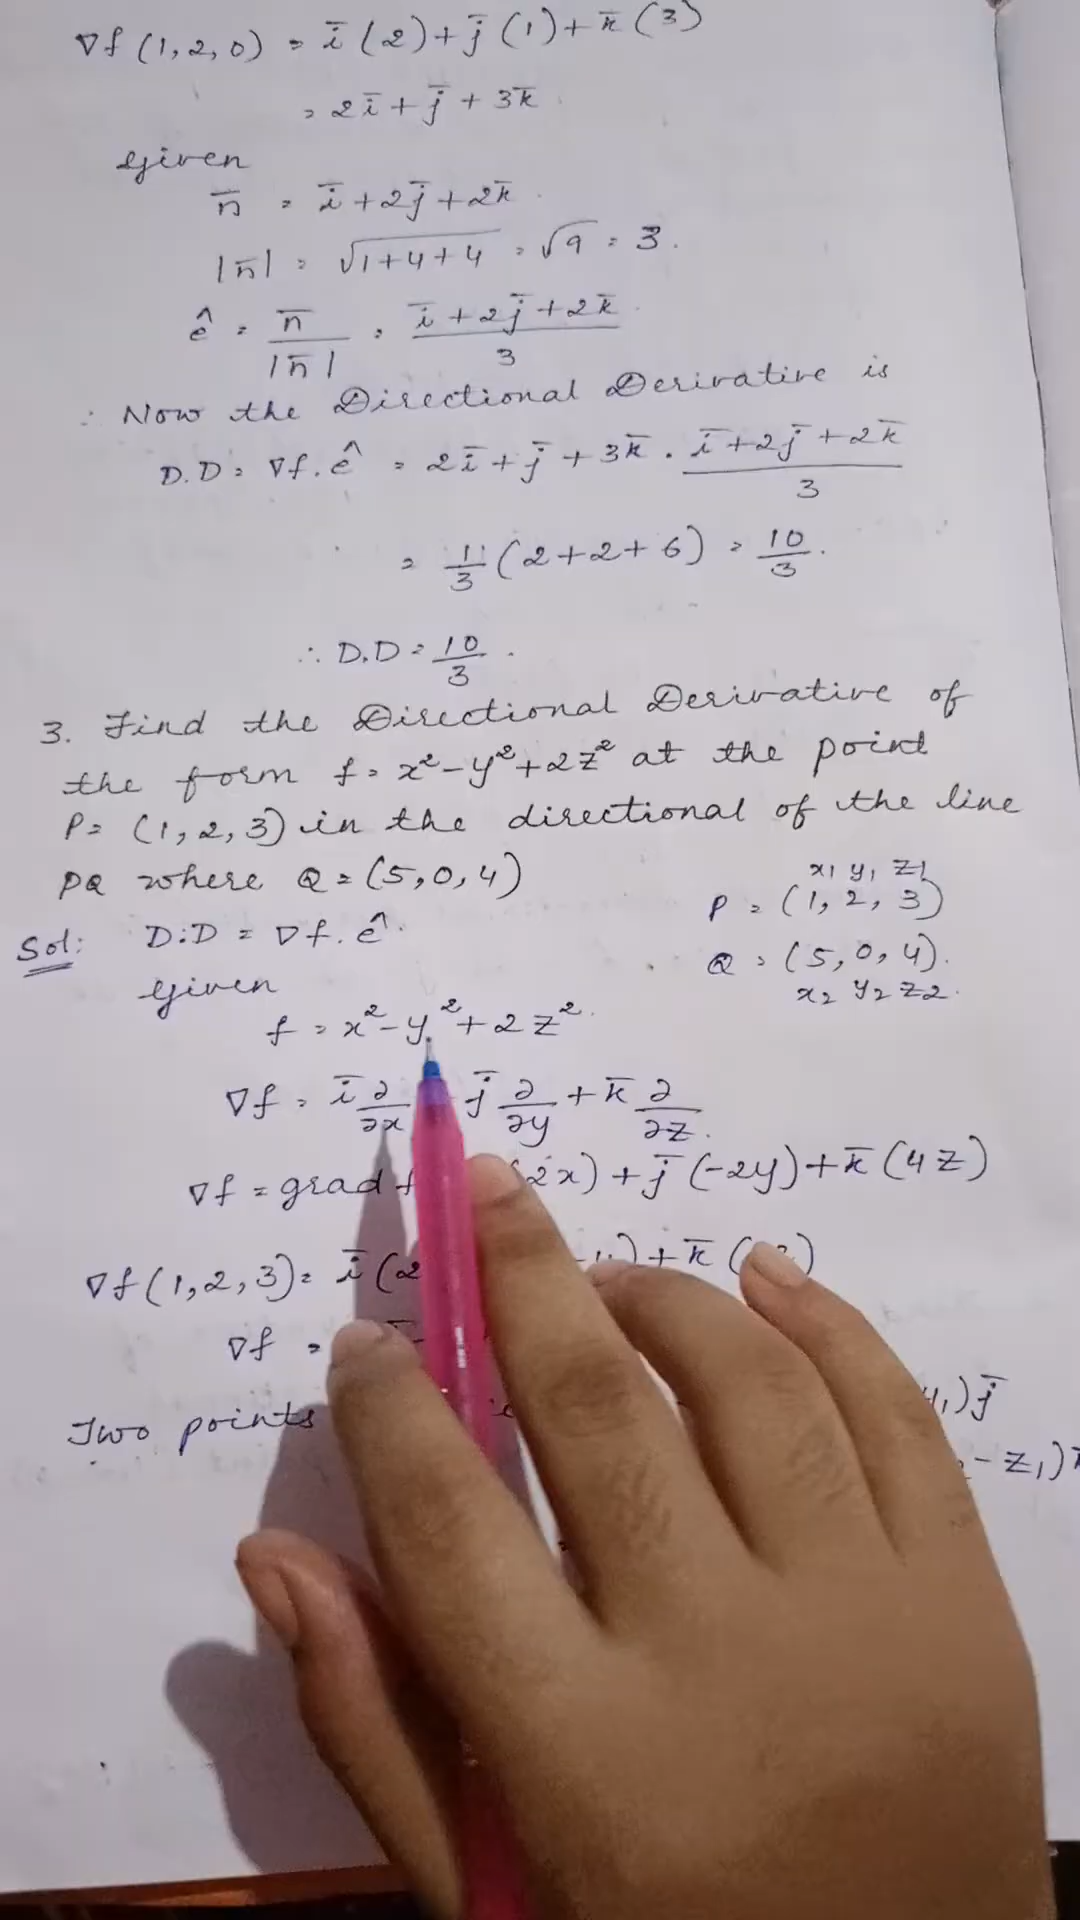 ∇f (1,2,0) = i̅ (2) + j̅ (1) + k̅ (3)
= 2i̅ + j̅ + 3k̅
Given
n̅ = i̅ + 2j̅ + 2k̅.
|n̅| = √1+4+4 = √9 = 3.
ê = n̅/|n̅| = i̅ + 2j̅ + 2k̅/3
∴ Now the Directional Derivative is
D.D = ∇f. ê = 2i̅ + j̅ + 3k̅ . i̅ + 2j̅ + 2k̅/3
= 1/3 (2+2+6) = 10/3.
∴ D.D = 10/3.
3. Find the Directional Derivative of
the form f = x² - y² + 2z² at the point
P = (1,2,3) in the directional of the line
PQ where Q = (5,0,4)
x₁ y₁ z₁
P = (1, 2, 3)
Q = (5, 0, 4).
x₂ y₂ z₂.
Sol: D.D = ∇f. ê.
Given
f = x² - y² + 2z².
∇f = i̅ ∂/∂x j̅ ∂/∂y + k̅ ∂/∂z.
∇f = grad f 2x) + j̅ (-2y) + k̅ (4z)
∇f (1,2,3) = i̅ (2 ) + k̅ (
∇f =
Two points
₁) j̅
- z₁)